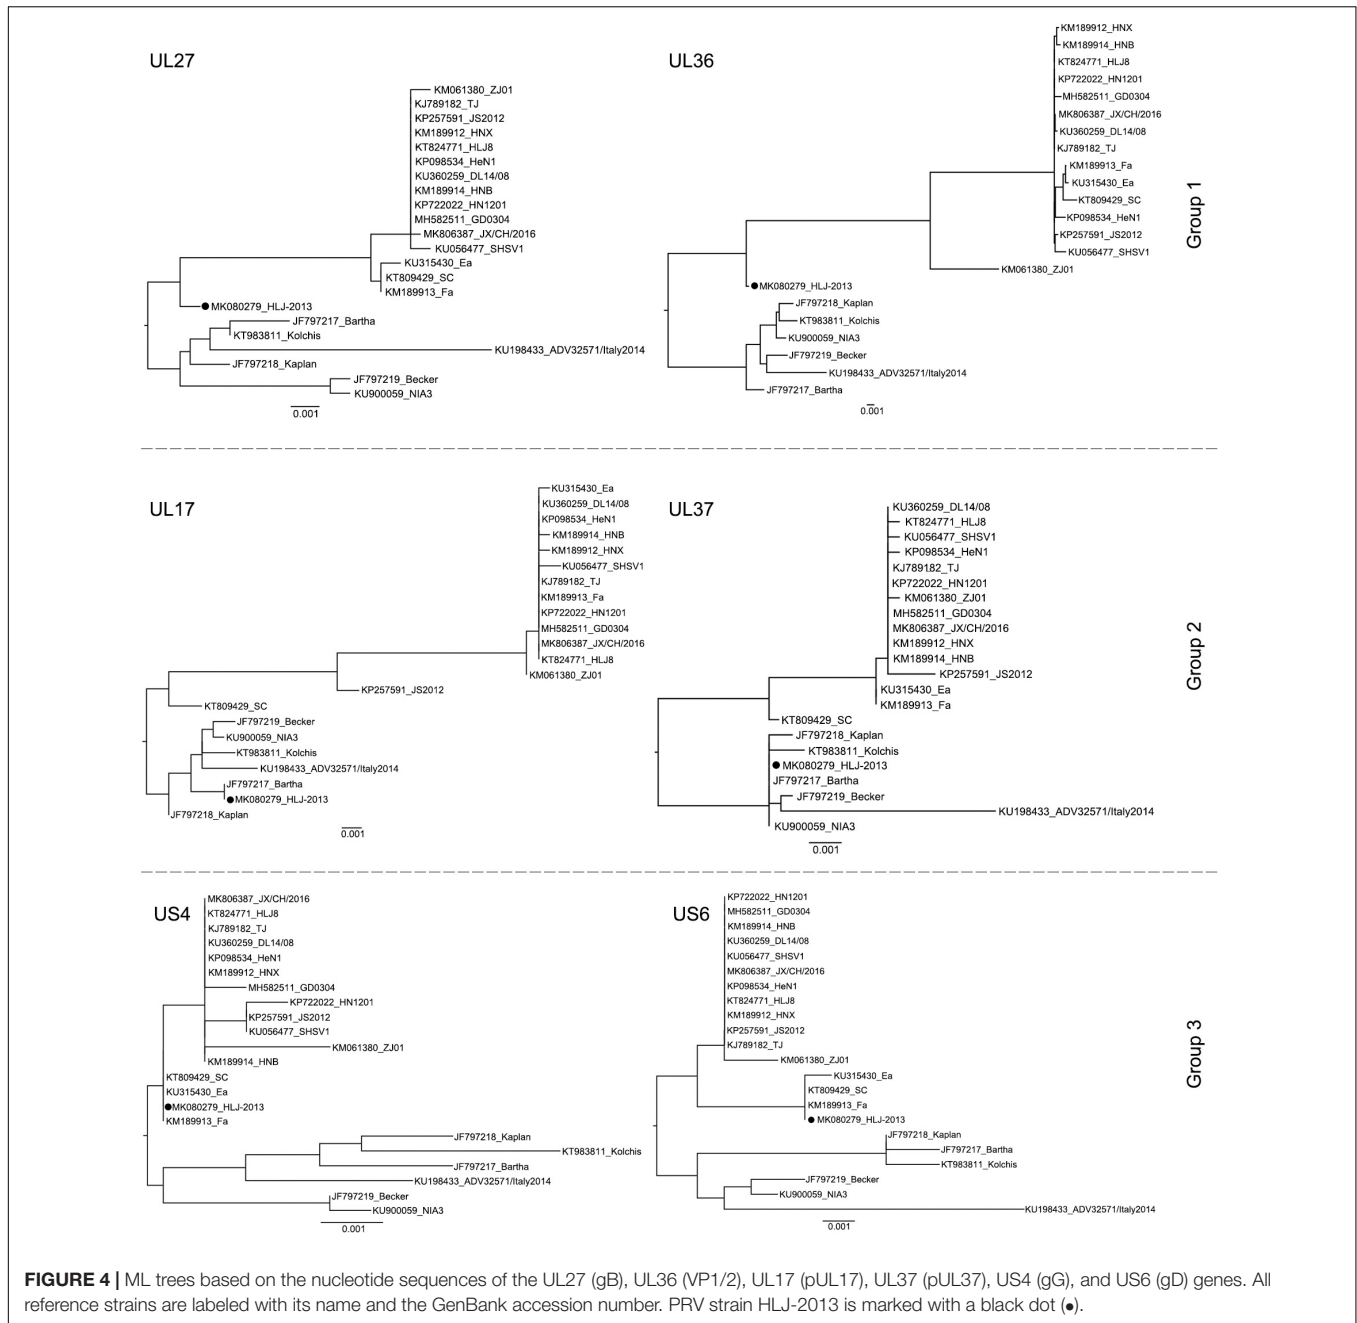 UL27
KM061380_ZJ01
KJ789182_TJ
KP257591_JS2012
KM189912_HNX
KT824771_HLJ8
KP098534_HeN1
KU360259_DL14/08
KM189914_HNB
KP722022_HN1201
MH582511_GD0304
MK806387_JX/CH/2016
KU056477_SHSV1
KU315430_Ea
KT809429_SC
KM189913_Fa
MK080279_HLJ-2013
JF797217_Bartha
KT983811_Kolchis
KU198433_ADV32571/Italy2014
JF797218_Kaplan
JF797219_Becker
KU900059_NIA3
0.001
UL36
KM189912_HNX
KM189914_HNB
KT824771_HLJ8
KP722022_HN1201
MH582511_GD0304
MK806387_JX/CH/2016
KU360259_DL14/08
KJ789182_TJ
KM189913_Fa
KU315430_Ea
KT809429_SC
KP098534_HeN1
KP257591_JS2012
KU056477_SHSV1
KM061380_ZJ01
MK080279_HLJ-2013
JF797218_Kaplan
KT983811_Kolchis
KU900059_NIA3
JF797219_Becker
KU198433_ADV32571/Italy2014
JF797217_Bartha
0.001
Group 1
UL17
KU315430_Ea
KU360259_DL14/08
KP098534_HeN1
KM189914_HNB
KM189912_HNX
KU056477_SHSV1
KJ789182_TJ
KM189913_Fa
KP722022_HN1201
MH582511_GD0304
MK806387_JX/CH/2016
KT824771_HLJ8
KM061380_ZJ01
KP257591_JS2012
KT809429_SC
JF797219_Becker
KU900059_NIA3
KT983811_Kolchis
KU198433_ADV32571/Italy2014
JF797217_Bartha
MK080279_HLJ-2013
JF797218_Kaplan
0.001
UL37
KU360259_DL14/08
KT824771_HLJ8
KU056477_SHSV1
KP098534_HeN1
KJ789182_TJ
KP722022_HN1201
KM061380_ZJ01
MH582511_GD0304
MK806387_JX/CH/2016
KM189912_HNX
KM189914_HNB
KP257591_JS2012
KU315430_Ea
KM189913_Fa
KT809429_SC
JF797218_Kaplan
KT983811_Kolchis
MK080279_HLJ-2013
JF797217_Bartha
JF797219_Becker
KU198433_ADV32571/Italy2014
KU900059_NIA3
0.001
Group 2
US4
MK806387_JX/CH/2016
KT824771_HLJ8
KJ789182_TJ
KU360259_DL14/08
KP098534_HeN1
KM189912_HNX
MH582511_GD0304
KP722022_HN1201
KP257591_JS2012
KU056477_SHSV1
KM061380_ZJ01
KM189914_HNB
KT809429_SC
KU315430_Ea
MK080279_HLJ-2013
KM189913_Fa
JF797218_Kaplan
KT983811_Kolchis
JF797217_Bartha
KU198433_ADV32571/Italy2014
JF797219_Becker
KU900059_NIA3
0.001
US6
KP722022_HN1201
MH582511_GD0304
KM189914_HNB
KU360259_DL14/08
KU056477_SHSV1
MK806387_JX/CH/2016
KP098534_HeN1
KT824771_HLJ8
KM189912_HNX
KP257591_JS2012
KJ789182_TJ
KM061380_ZJ01
KU315430_Ea
KT809429_SC
KM189913_Fa
MK080279_HLJ-2013
JF797218_Kaplan
JF797217_Bartha
KT983811_Kolchis
JF797219_Becker
KU900059_NIA3
KU198433_ADV32571/Italy2014
0.001
Group 3
FIGURE 4 | ML trees based on the nucleotide sequences of the UL27 (gB), UL36 (VP1/2), UL17 (pUL17), UL37 (pUL37), US4 (gG), and US6 (gD) genes. All
reference strains are labeled with its name and the GenBank accession number. PRV strain HLJ-2013 is marked with a black dot (●).